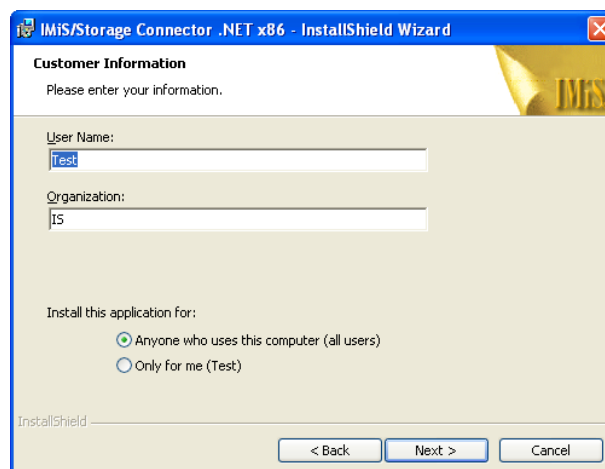 IMiS/Storage Connector .NET x86 - InstallShield Wizard
Customer Information
Please enter your information.
IMiS
User Name:
Test
Organization:
IS
Install this application for:
Anyone who uses this computer (all users)
Only for me (Test)
InstallShield
< Back Next > Cancel